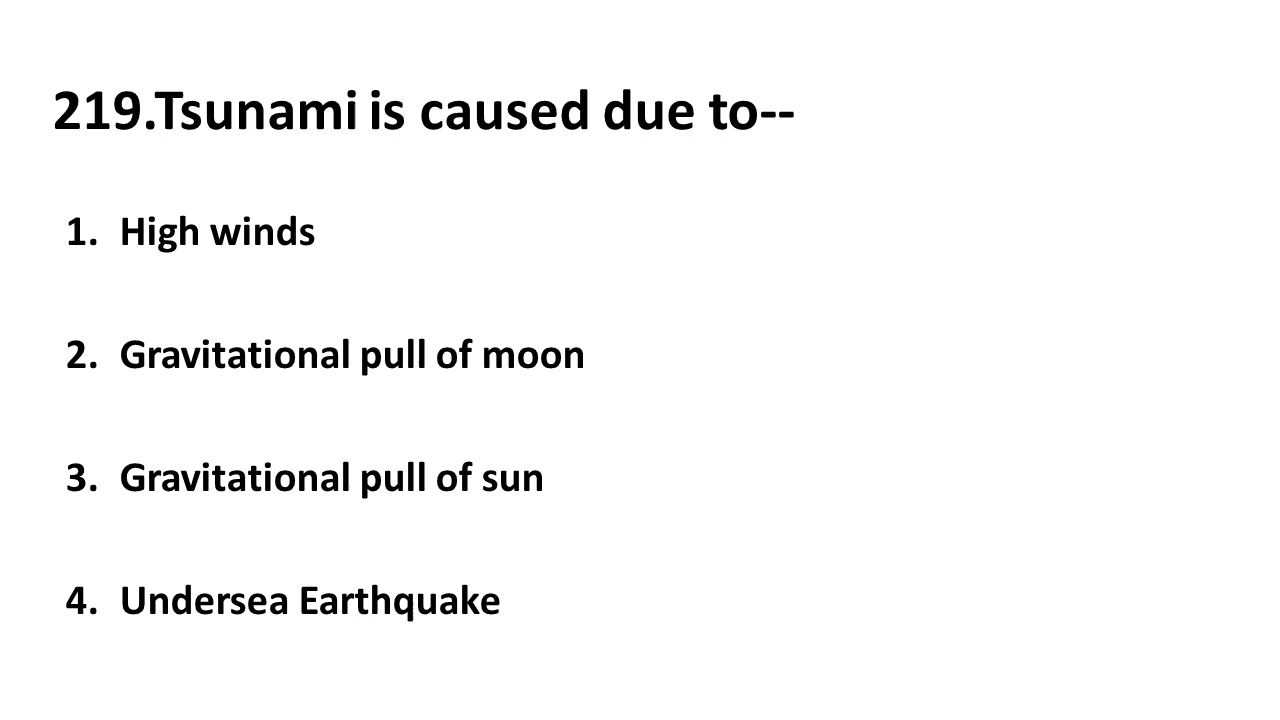 219.Tsunami is caused due to--
1. High winds
2. Gravitational pull of moon
3. Gravitational pull of sun
4. Undersea Earthquake